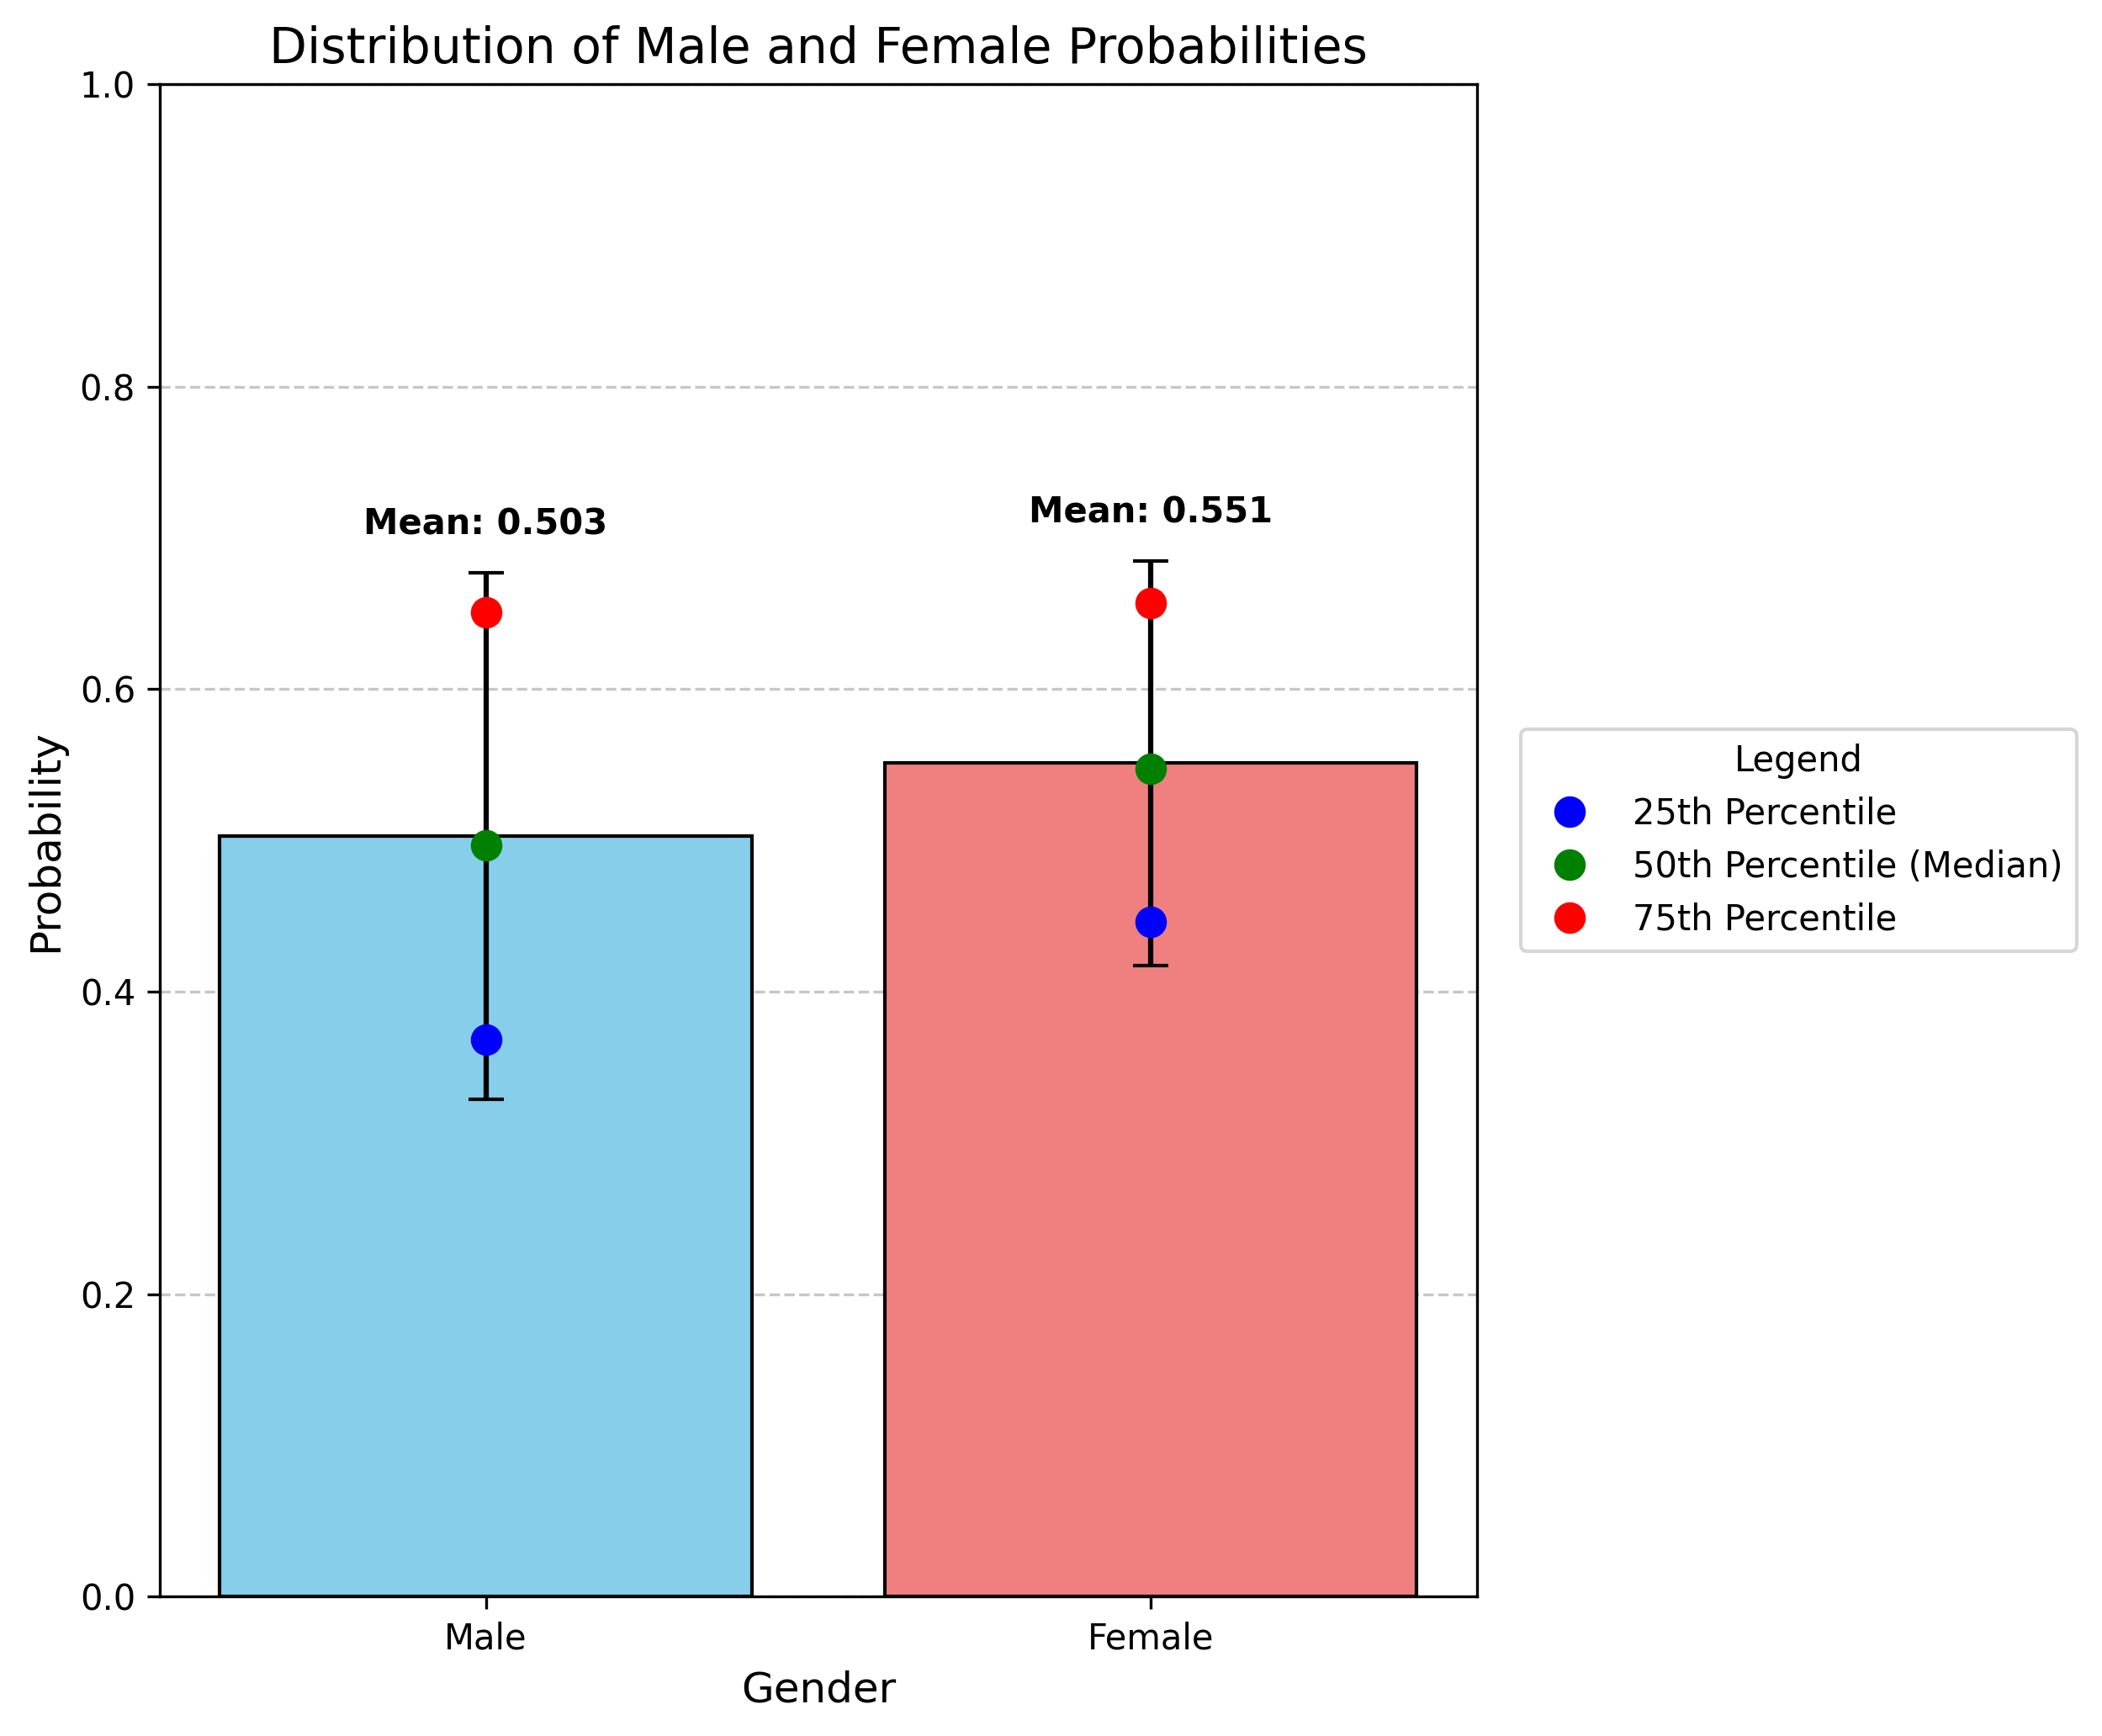 Distribution of Male and Female Probabilities
1.0
0.8
0.6
0.4
0.2
0.0
Probability
Mean: 0.503
Mean: 0.551
Male
Female
Gender
Legend
25th Percentile
50th Percentile (Median)
75th Percentile